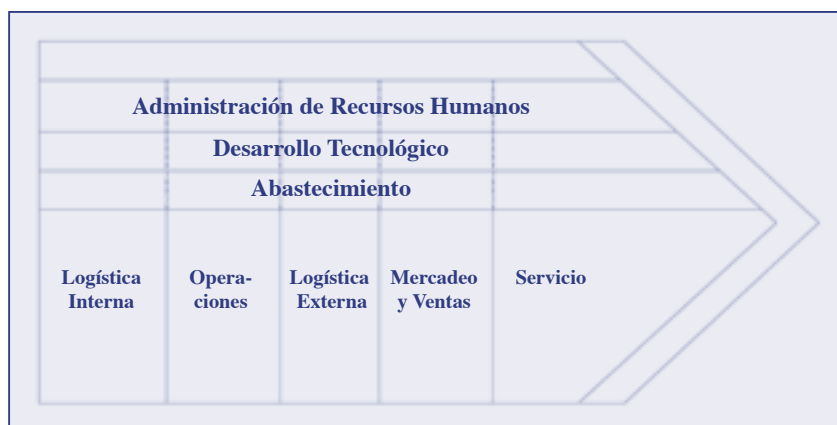 Administración de Recursos Humanos
Desarrollo Tecnológico
Abastecimiento
Logística
Interna
Opera-
ciones
Logística
Externa
Mercadeo
y Ventas
Servicio